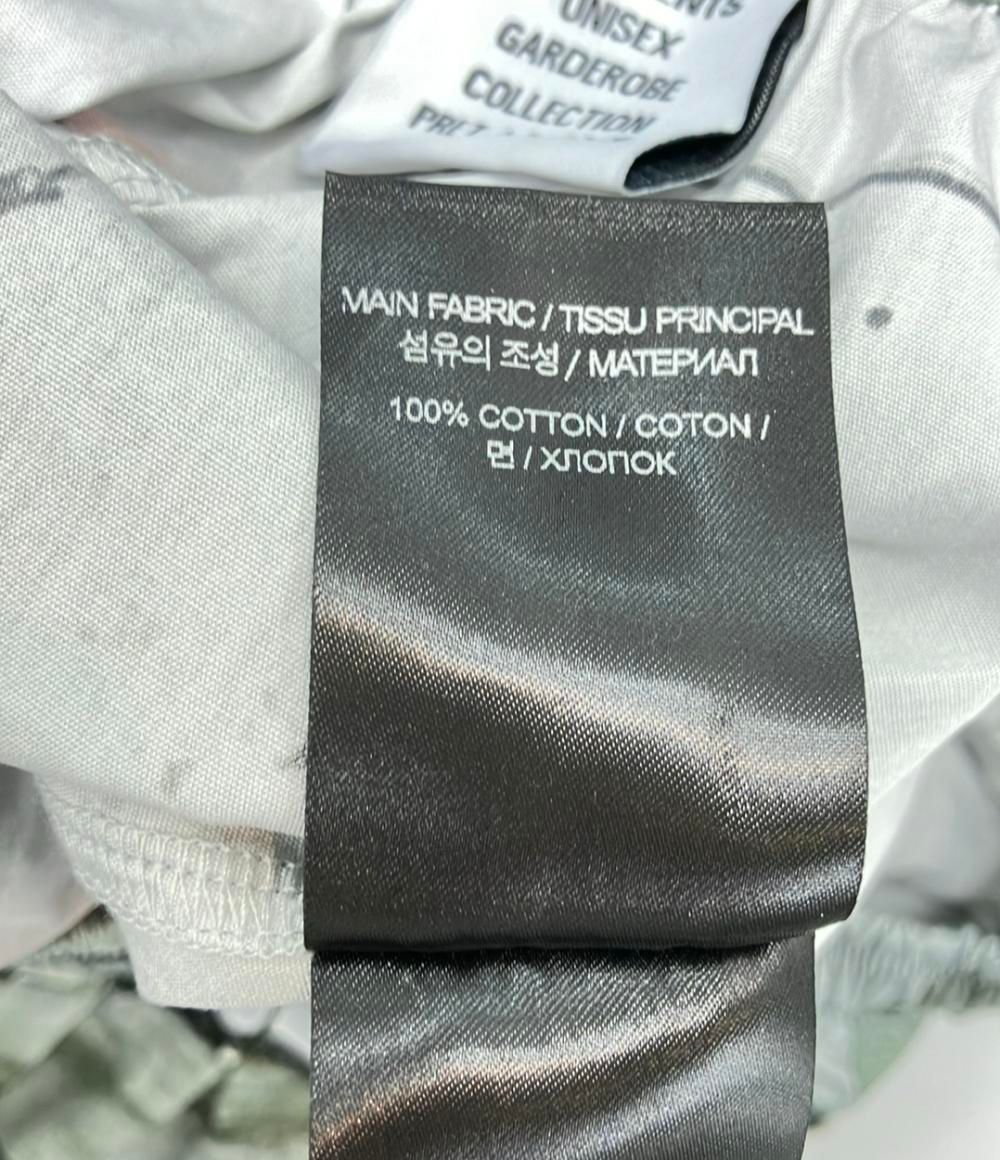 UNISEX
GARDEROBE
COLLECTION
MAIN FABRIC / TISSU PRINCIPAL
섬유의 조성 / МАТЕРИАЛ
100% COTTON / COTON /
면 / ХЛОПОК